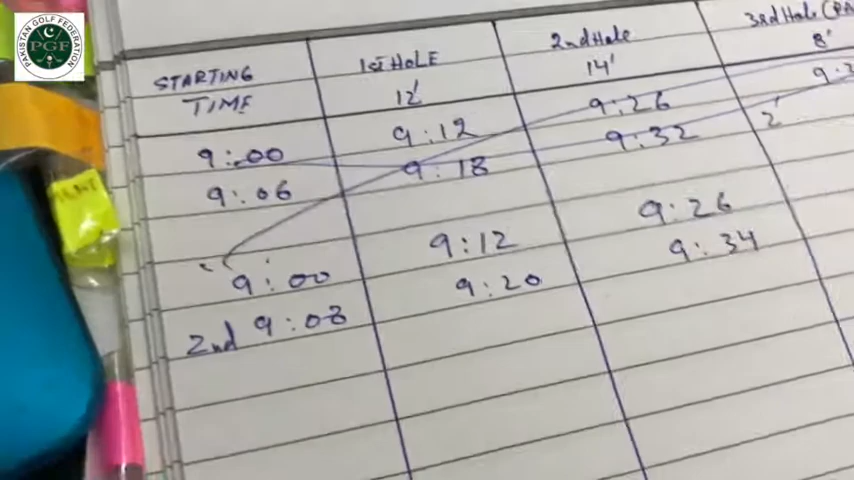 PAKISTAN GOLF FEDERATION
PGF
STARTING TIME 1st HOLE 12' 2nd Hole 14' 3rd Hole 8'
9:00 9:12 9:26
9:06 9:18 9:32 2'
9:00 9:12 9:26
2nd 9:08 9:20 9:34